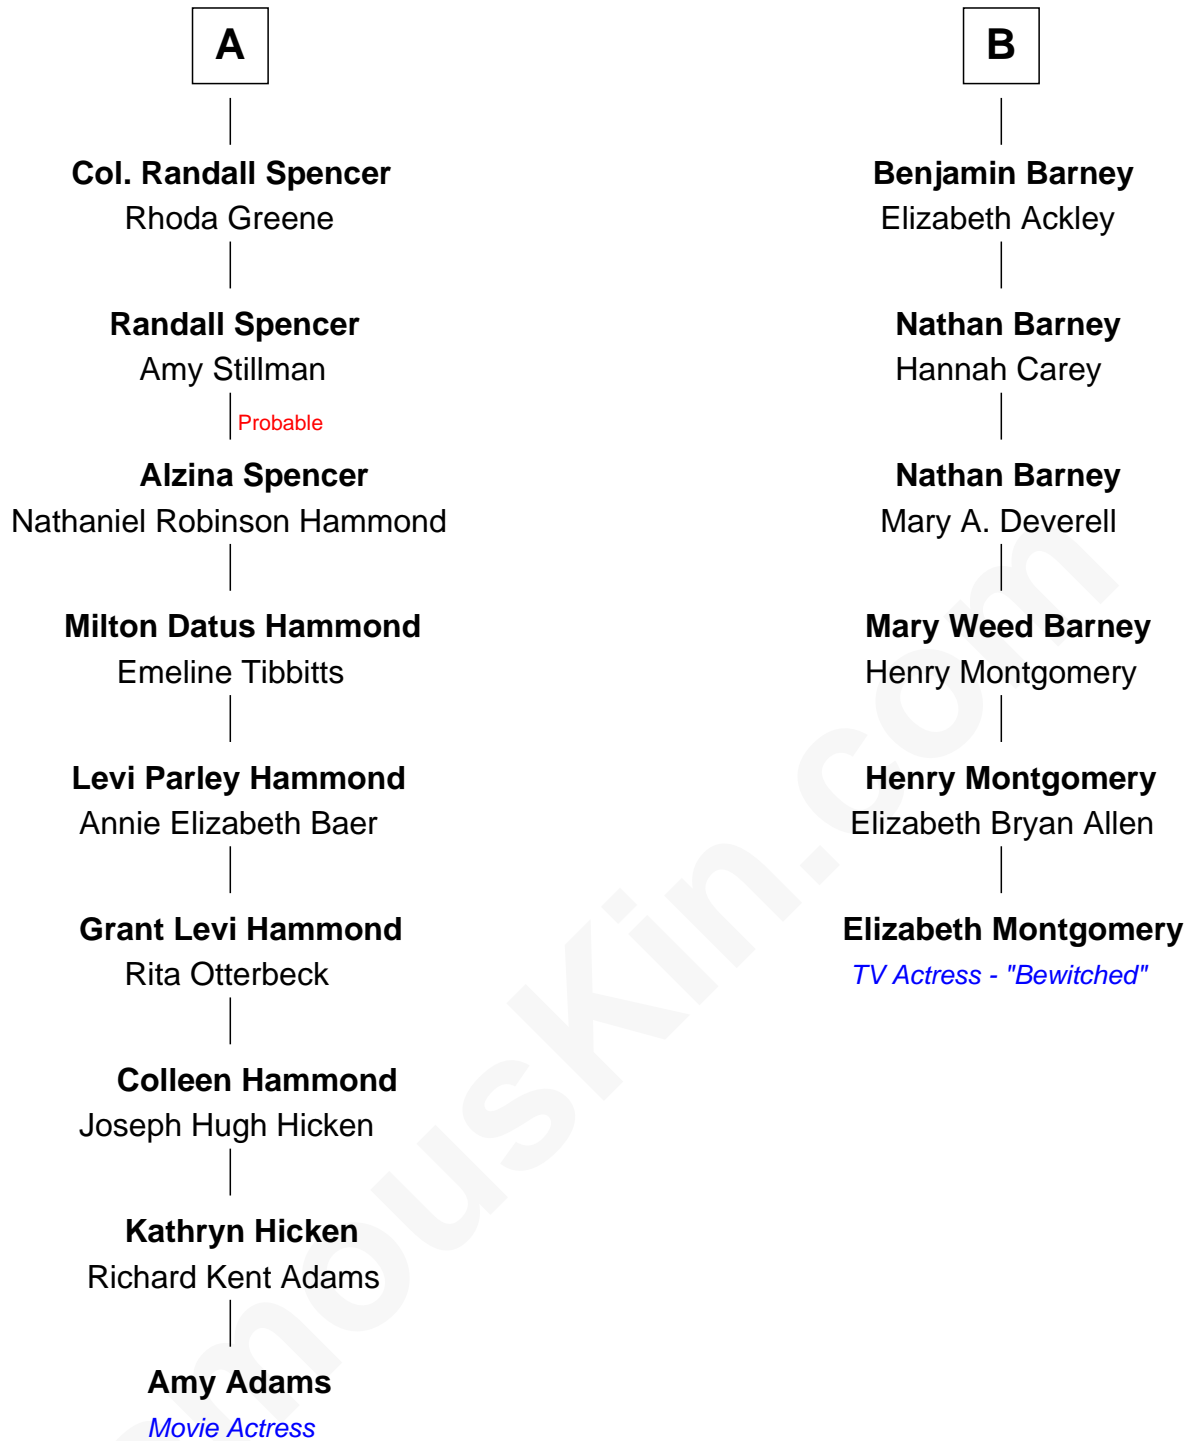 A
Col. Randall Spencer
Rhoda Greene
Randall Spencer
Amy Stillman
Probable
Alzina Spencer
Nathaniel Robinson Hammond
Milton Datus Hammond
Emeline Tibbitts
Levi Parley Hammond
Annie Elizabeth Baer
Grant Levi Hammond
Rita Otterbeck
Colleen Hammond
Joseph Hugh Hicken
Kathryn Hicken
Richard Kent Adams
Amy Adams
Movie Actress
B
Benjamin Barney
Elizabeth Ackley
Nathan Barney
Hannah Carey
Nathan Barney
Mary A. Deverell
Mary Weed Barney
Henry Montgomery
Henry Montgomery
Elizabeth Bryan Allen
Elizabeth Montgomery
TV Actress - "Bewitched"
mousKin.com